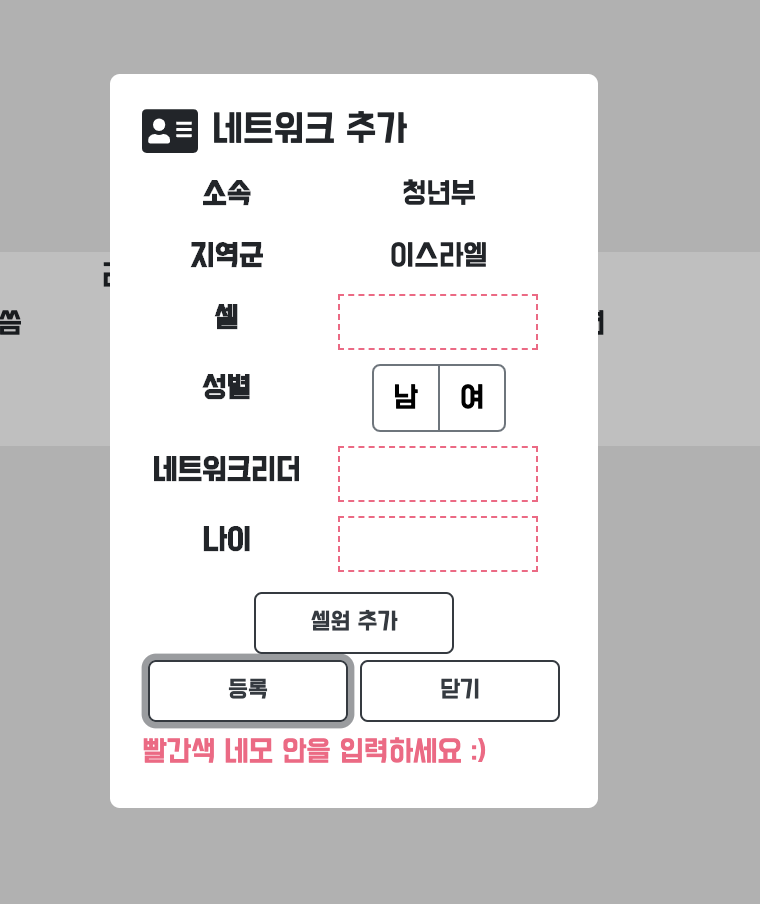 네트워크 추가
소속 청년부
지역군 이스라엘
씀
셀
성별 남 여
네트워크리더
나이
셀원 추가
등록 닫기
빨간색 네모 안을 입력하세요 :)